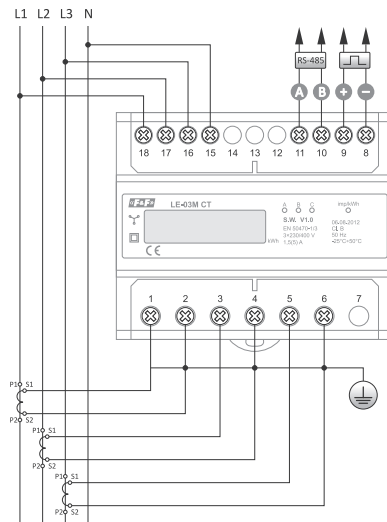 L1 L2 L3 N
RS-485
A B + −
18 17 16 15 14 13 12 11 10 9 8
F&F LE-03M CT
A B C imp/kWh
S.W. V1.0 06.08.2012
EN 50470-1/3 CL B
3×230/400 V 50 Hz
kWh 1,5(5) A -25°C÷60°C
CE
1 2 3 4 5 6 7
P1 S1
P2 S2
P1 S1
P2 S2
P1 S1
P2 S2